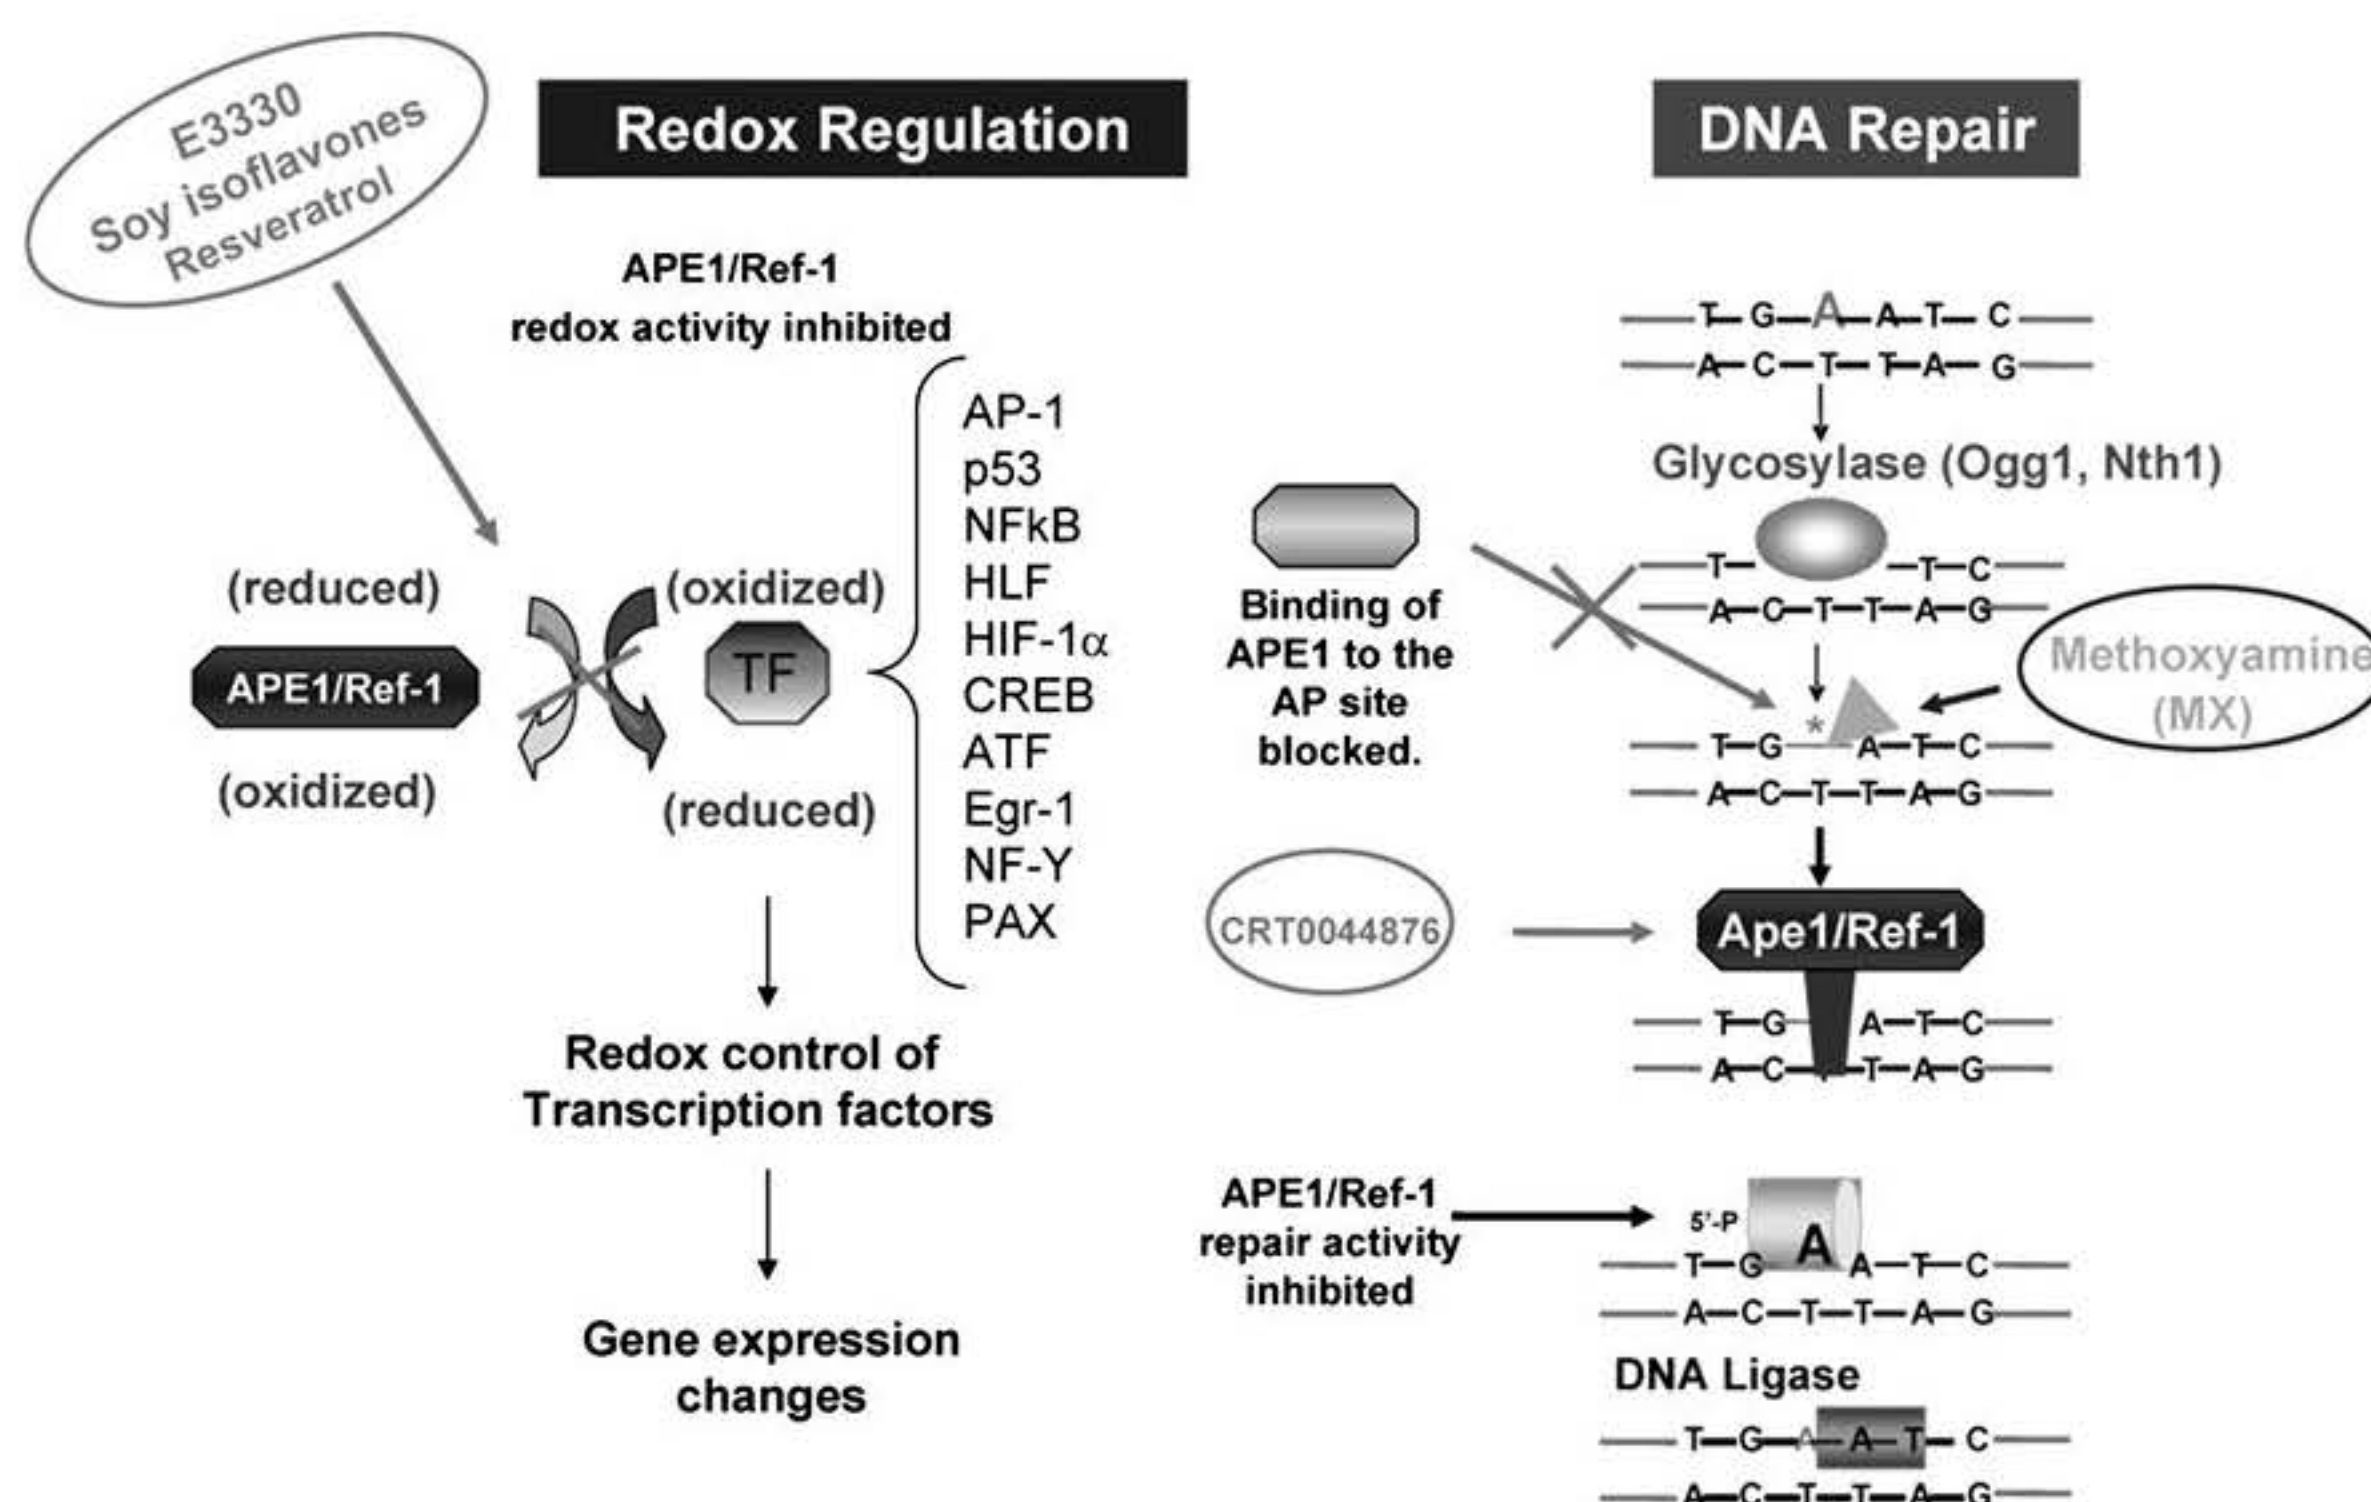 E3330
Soy isoflavones
Resveratrol
Redox Regulation
APE1/Ref-1
redox activity inhibited
AP-1
p53
NFkB
HLF
HIF-1α
CREB
ATF
Egr-1
NF-Y
PAX
(reduced)
(oxidized)
APE1/Ref-1
TF
(oxidized)
(reduced)
Redox control of
Transcription factors
Gene expression
changes
DNA Repair
T G A A T C
A C T T A G
Glycosylase (Ogg1, Nth1)
T T C
A C T T A G
Binding of
APE1 to the
AP site
blocked.
Methoxyamine
(MX)
*
T G A T C
A C T T A G
CRT0044876
Ape1/Ref-1
T G A T C
A C T T A G
APE1/Ref-1
repair activity
inhibited
5'-P
T G A A T C
A C T T A G
DNA Ligase
T G A A T C
A C T T A G